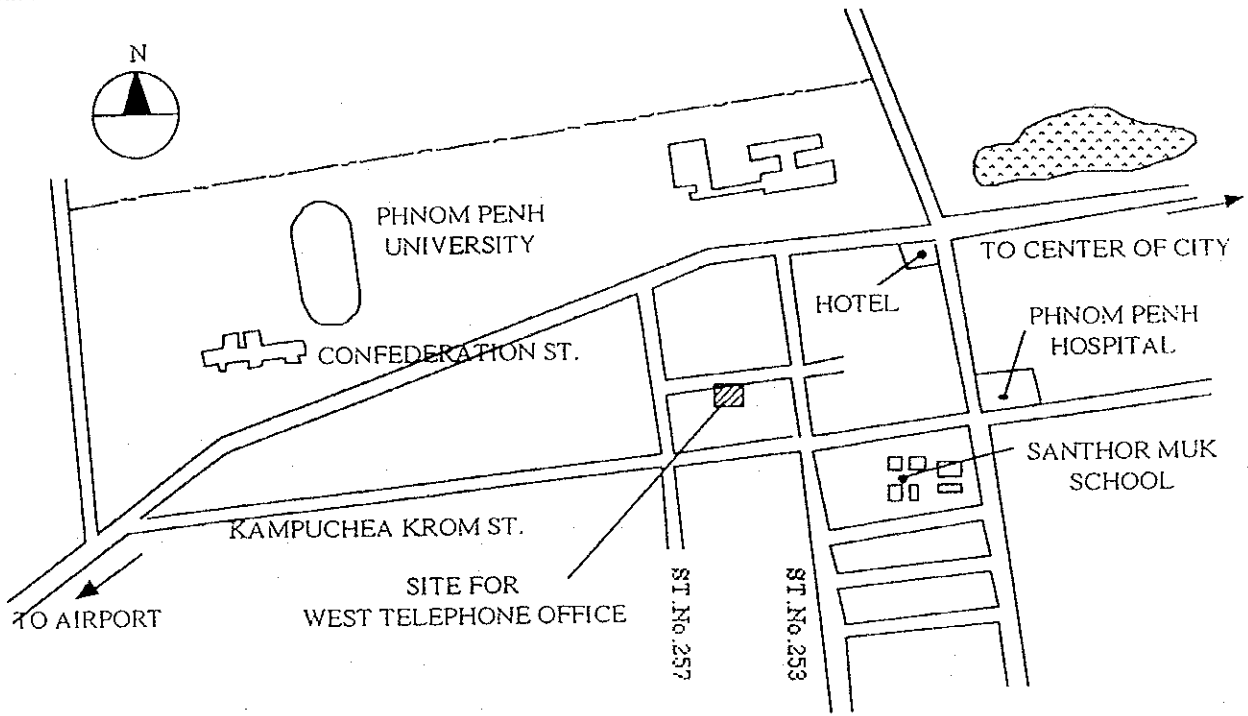 N
PHNOM PENH
UNIVERSITY
TO CENTER OF CITY
HOTEL
PHNOM PENH
HOSPITAL
CONFEDERATION ST.
SANTHOR MUK
SCHOOL
KAMPUCHEA KROM ST.
SITE FOR
WEST TELEPHONE OFFICE
TO AIRPORT
ST.No.257
ST.No.253